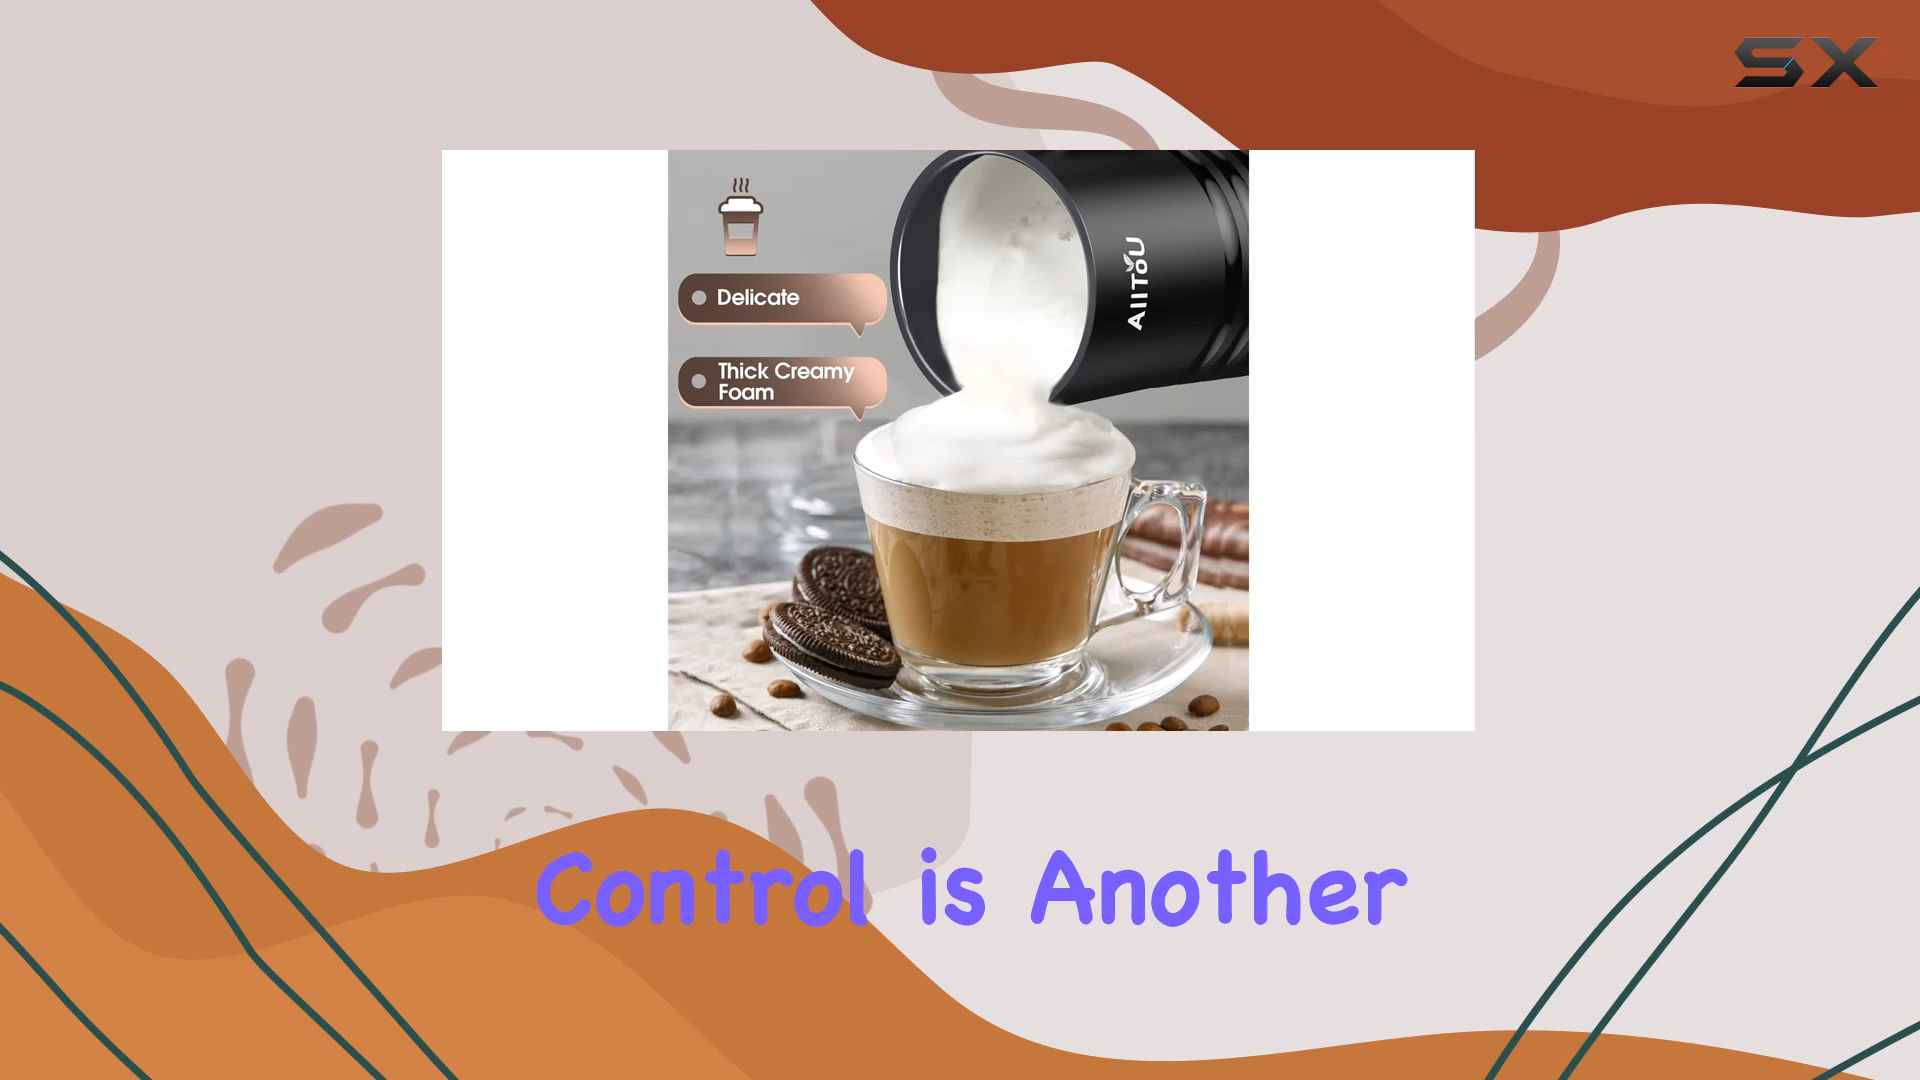 SX
Delicate
Thick Creamy
Foam
AIIToU
Control is Another